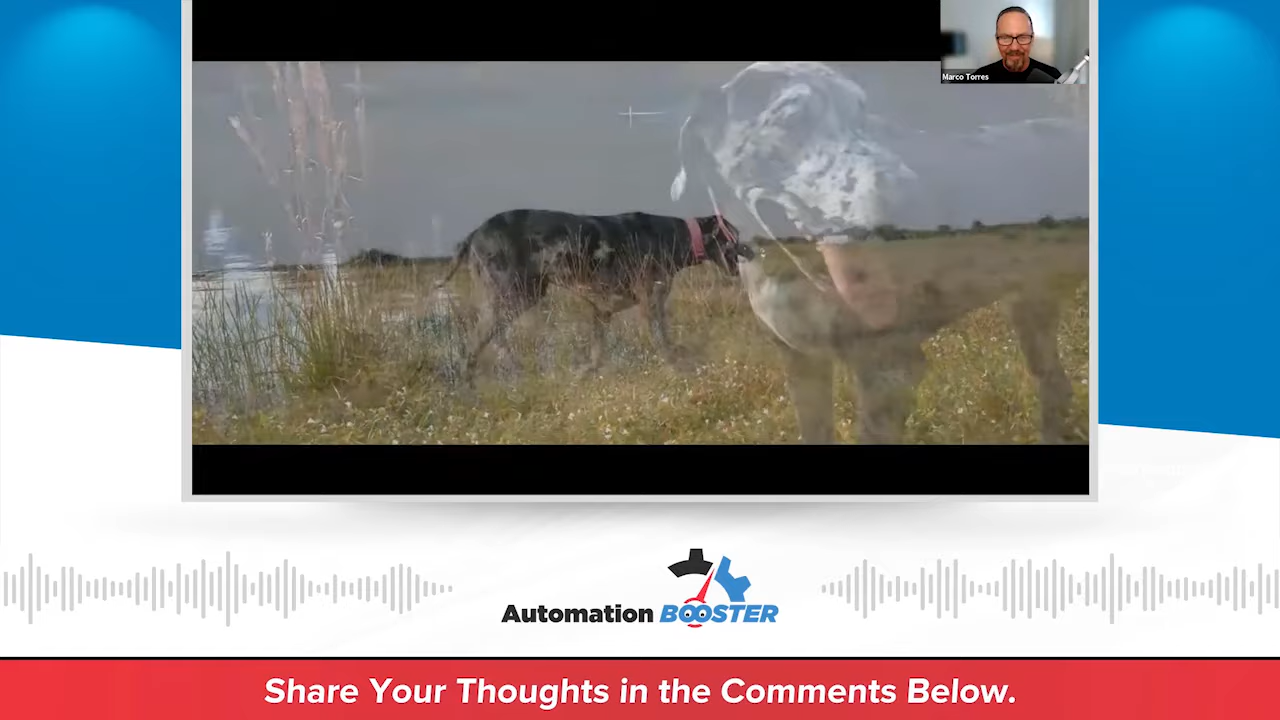 Marco Torres
Automation BOOSTER
Share Your Thoughts in the Comments Below.